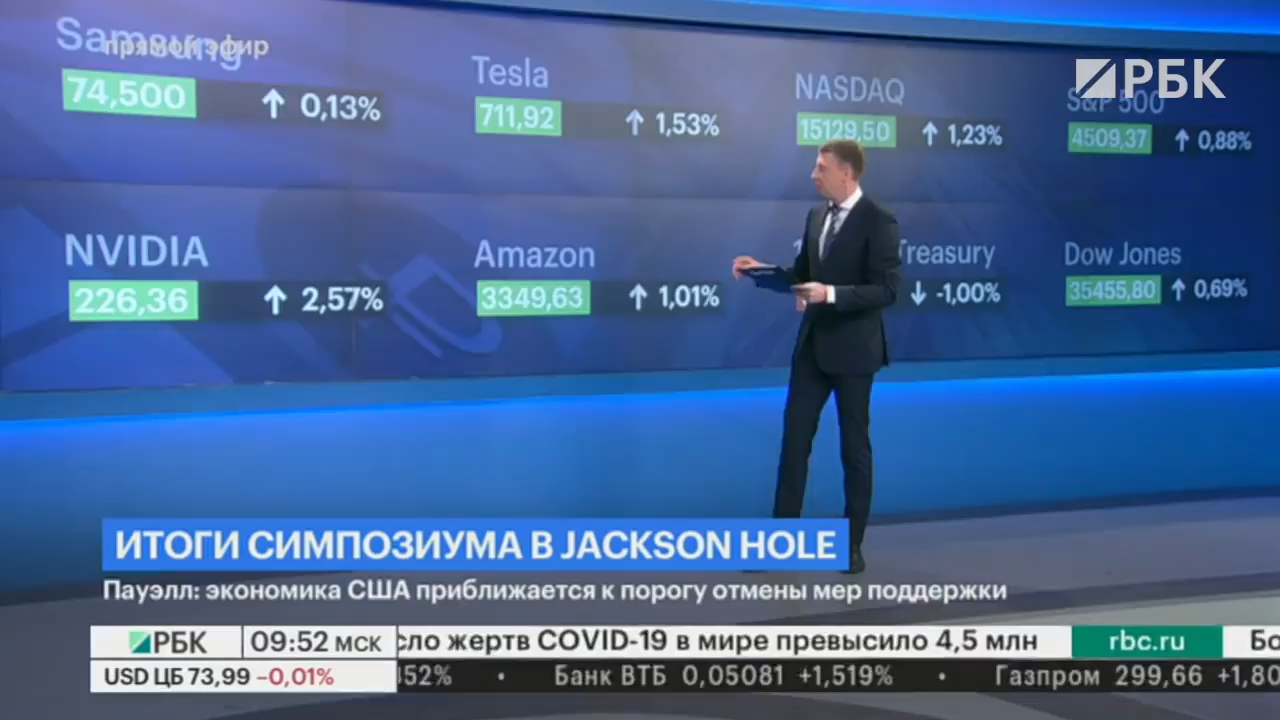 Samsung
прямой эфир
74,500 ↑ 0,13%
Tesla
711,92 ↑ 1,53%
NASDAQ
15129,50 ↑ 1,23%
РБК
S&P 500
4509,37 ↑ 0,88%
NVIDIA
226,36 ↑ 2,57%
Amazon
3349,63 ↑ 1,01%
Treasury
↓ -1,00%
Dow Jones
35455,80 ↑ 0,69%
ИТОГИ СИМПОЗИУМА В JACKSON HOLE
Пауэлл: экономика США приближается к порогу отмены мер поддержки
РБК 09:52 МСК
сло жертв COVID-19 в мире превысило 4,5 млн
rbc.ru
Бо
USD ЦБ 73,99 –0,01%
452% • Банк ВТБ 0,05081 +1,519% • Газпром 299,66 +1,80